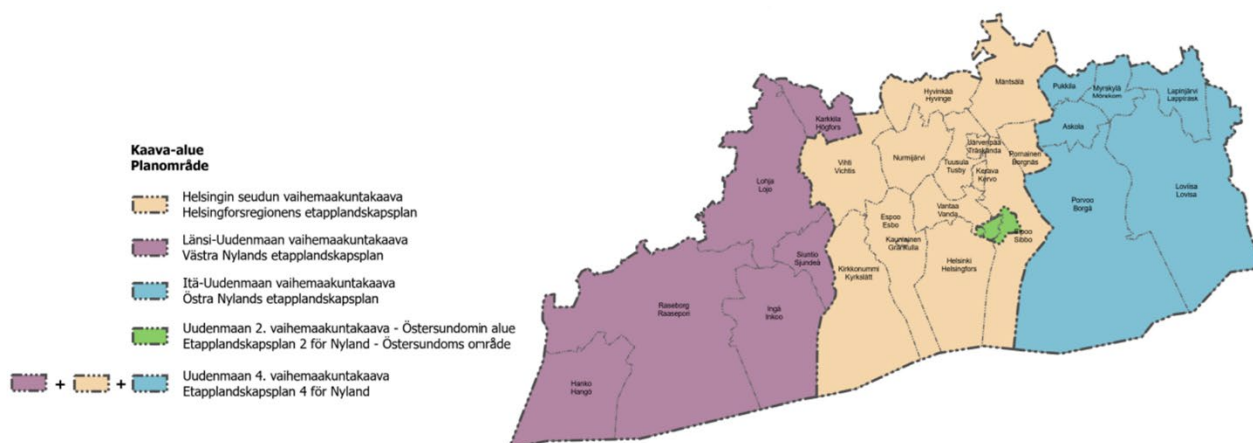 Kaava-alue
Planområde
Helsingin seudun vaihemaakuntakaava
Helsingforsregionens etapplandskapsplan
Länsi-Uudenmaan vaihemaakuntakaava
Västra Nylands etapplandskapsplan
Itä-Uudenmaan vaihemaakuntakaava
Östra Nylands etapplandskapsplan
Uudenmaan 2. vaihemaakuntakaava - Östersundomin alue
Etapplandskapsplan 2 för Nyland - Östersundoms område
+ +
Uudenmaan 4. vaihemaakuntakaava
Etapplandskapsplan 4 för Nyland
Mäntsälä
Hyvinkää
Hyvinge
Pukkila
Myrskylä
Mörskom
Lapinjärvi
Lappträsk
Karkkila
Högfors
Askola
Järvenpää
Träskända
Pornainen
Borgnäs
Vihti
Vichtis
Nurmijärvi
Tuusula
Tusby
Kerava
Kervo
Lohja
Lojo
Loviisa
Lovisa
Porvoo
Borgå
Vantaa
Vanda
Espoo
Esbo
Sibbo
Kauniainen
Grankulla
Siuntio
Sjundeå
Kirkkonummi
Kyrkslätt
Helsinki
Helsingfors
Raseborg
Raasepori
Ingå
Inkoo
Hanko
Hangö